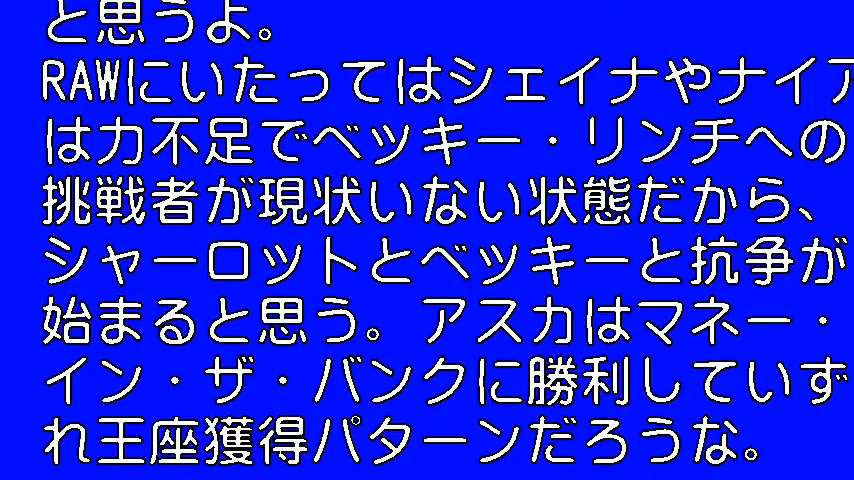 と思うよ。
RAWにいたってはシェイナやナイア
は力不足でベッキー・リンチへの
挑戦者が現状いない状態だから、
シャーロットとベッキーと抗争が
始まると思う。アスカはマネー・
イン・ザ・バンクに勝利していず
れ王座獲得パターンだろうな。